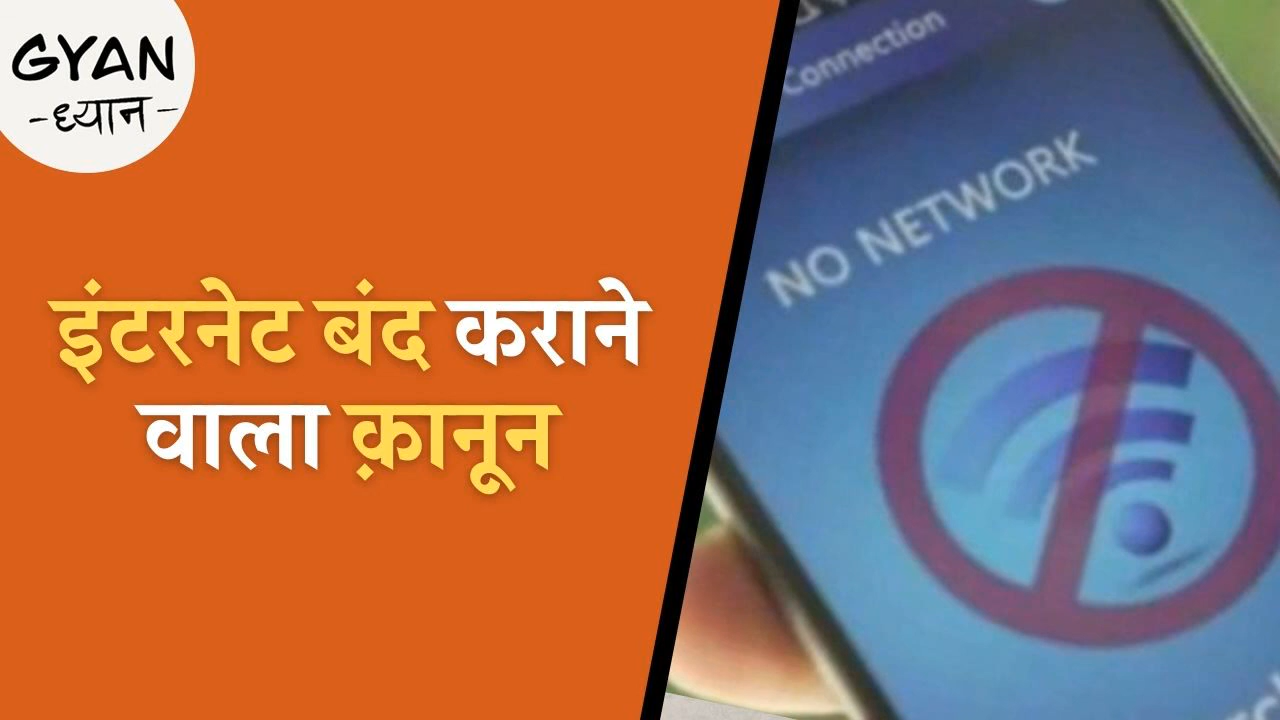 GYAN
-ध्यान-
इंटरनेट बंद कराने
वाला क़ानून
Connection
NO NETWORK